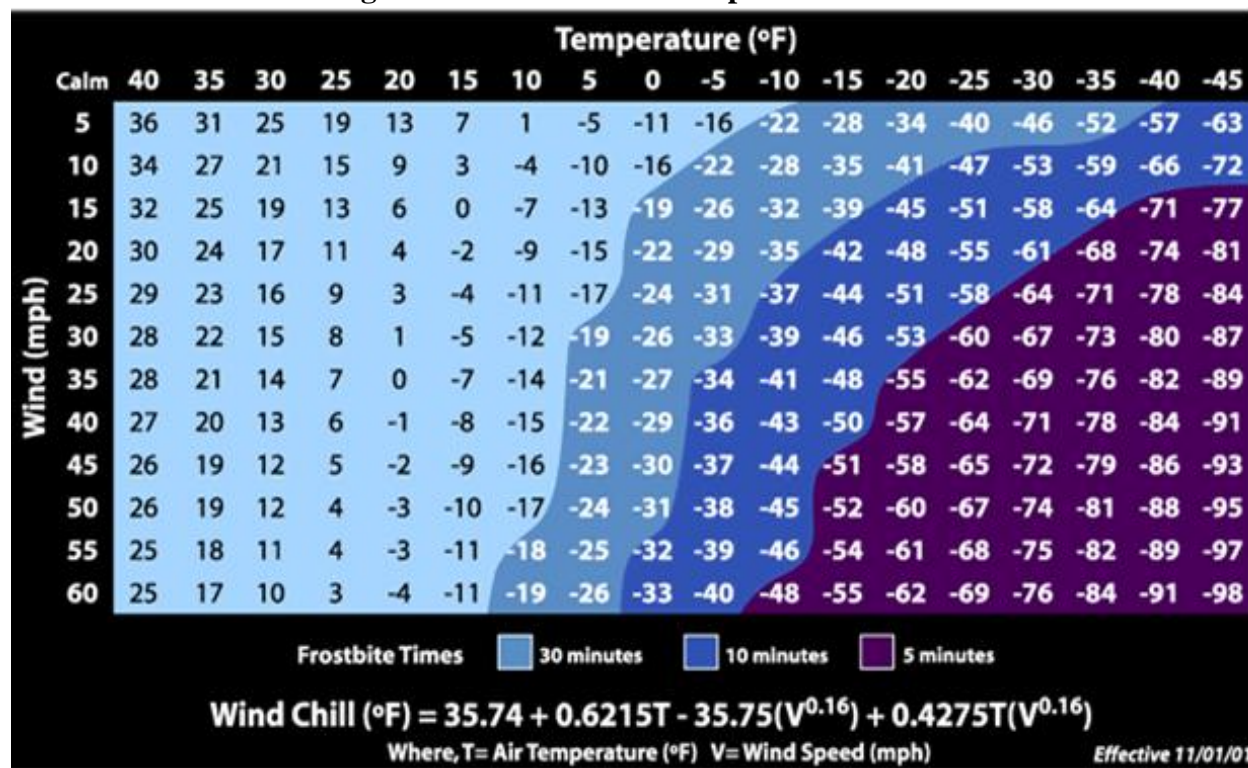 Temperature (ºF)
Calm 40 35 30 25 20 15 10 5 0 -5 -10 -15 -20 -25 -30 -35 -40 -45
5 36 31 25 19 13 7 1 -5 -11 -16 -22 -28 -34 -40 -46 -52 -57 -63
10 34 27 21 15 9 3 -4 -10 -16 -22 -28 -35 -41 -47 -53 -59 -66 -72
15 32 25 19 13 6 0 -7 -13 -19 -26 -32 -39 -45 -51 -58 -64 -71 -77
20 30 24 17 11 4 -2 -9 -15 -22 -29 -35 -42 -48 -55 -61 -68 -74 -81
25 29 23 16 9 3 -4 -11 -17 -24 -31 -37 -44 -51 -58 -64 -71 -78 -84
30 28 22 15 8 1 -5 -12 -19 -26 -33 -39 -46 -53 -60 -67 -73 -80 -87
35 28 21 14 7 0 -7 -14 -21 -27 -34 -41 -48 -55 -62 -69 -76 -82 -89
40 27 20 13 6 -1 -8 -15 -22 -29 -36 -43 -50 -57 -64 -71 -78 -84 -91
45 26 19 12 5 -2 -9 -16 -23 -30 -37 -44 -51 -58 -65 -72 -79 -86 -93
50 26 19 12 4 -3 -10 -17 -24 -31 -38 -45 -52 -60 -67 -74 -81 -88 -95
55 25 18 11 4 -3 -11 -18 -25 -32 -39 -46 -54 -61 -68 -75 -82 -89 -97
60 25 17 10 3 -4 -11 -19 -26 -33 -40 -48 -55 -62 -69 -76 -84 -91 -98
Wind (mph)
Frostbite Times 30 minutes 10 minutes 5 minutes
Wind Chill (ºF) = 35.74 + 0.6215T - 35.75(V^0.16) + 0.4275T(V^0.16)
Where, T= Air Temperature (ºF) V= Wind Speed (mph) Effective 11/01/01